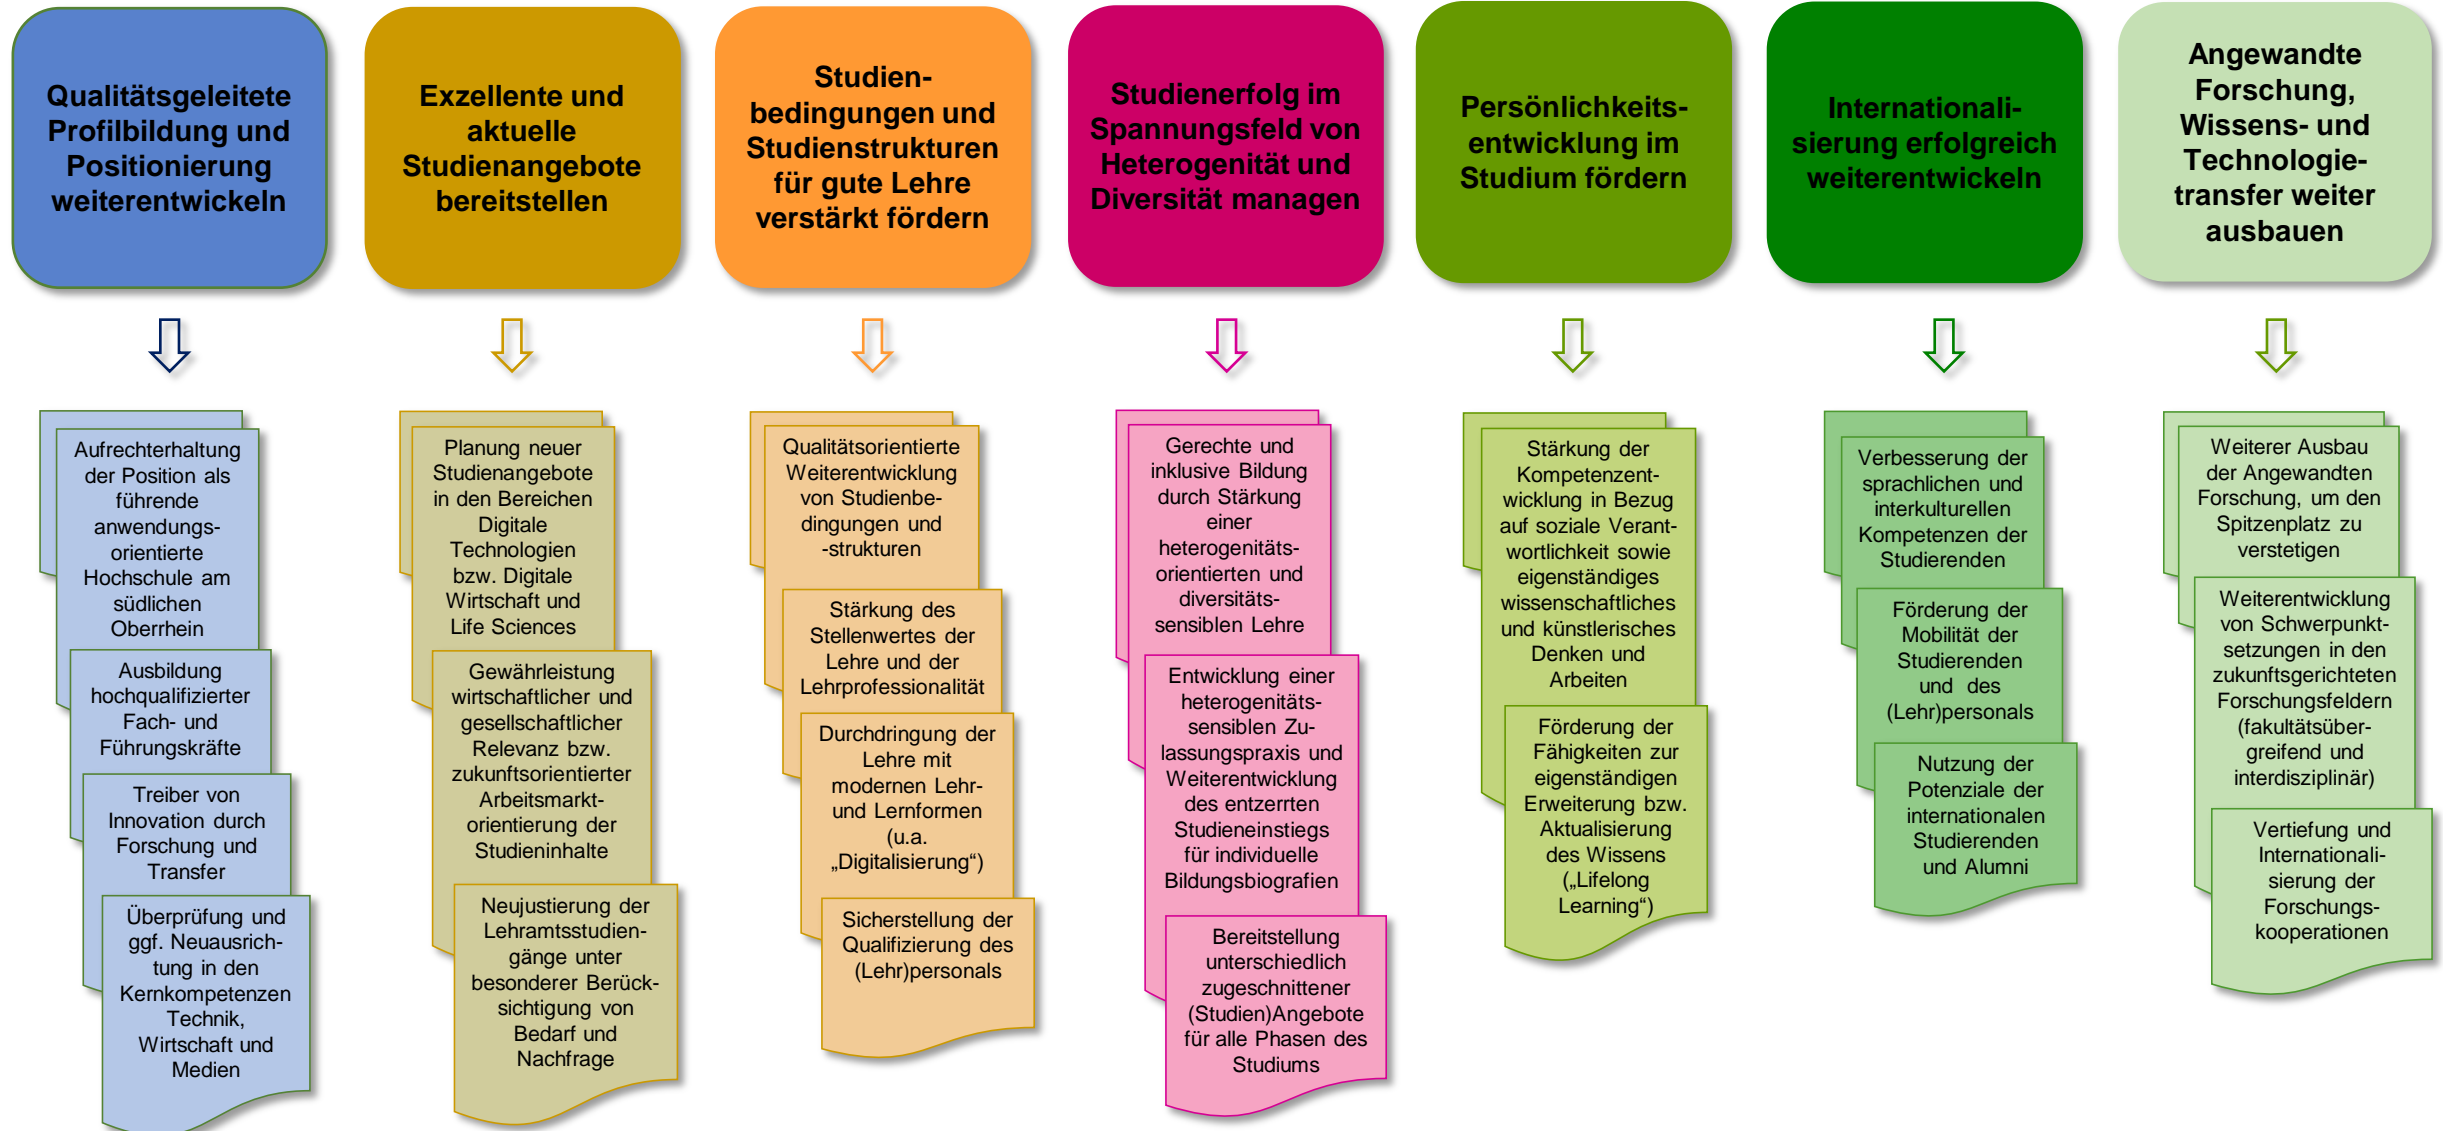 Qualitätsgeleitete
Profilbildung und
Positionierung
weiterentwickeln
Exzellente und
aktuelle
Studienangebote
bereitstellen
Studien-
bedingungen und
Studienstrukturen
für gute Lehre
verstärkt fördern
Studienerfolg im
Spannungsfeld von
Heterogenität und
Diversität managen
Persönlichkeits-
entwicklung im
Studium fördern
Internationali-
sierung erfolgreich
weiterentwickeln
Angewandte
Forschung,
Wissens- und
Technologie-
transfer weiter
ausbauen
Aufrechterhaltung
der Position als
führende
anwendungs-
orientierte
Hochschule am
südlichen
Oberrhein
Ausbildung
hochqualifizierter
Fach- und
Führungskräfte
Treiber von
Innovation durch
Forschung und
Transfer
Überprüfung und
ggf. Neuausrich-
tung in den
Kernkompetenzen
Technik,
Wirtschaft und
Medien
Planung neuer
Studienangebote
in den Bereichen
Digitale
Technologien
bzw. Digitale
Wirtschaft und
Life Sciences
Gewährleistung
wirtschaftlicher und
gesellschaftlicher
Relevanz bzw.
zukunftsorientierter
Arbeitsmarkt-
orientierung der
Studieninhalte
Neujustierung der
Lehramtsstudien-
gänge unter
besonderer Berück-
sichtigung von
Bedarf und
Nachfrage
Qualitätsorientierte
Weiterentwicklung
von Studienbe-
dingungen und
-strukturen
Stärkung des
Stellenwertes der
Lehre und der
Lehrprofessionalität
Durchdringung der
Lehre mit
modernen Lehr-
und Lernformen
(u.a.
„Digitalisierung“)
Sicherstellung der
Qualifizierung des
(Lehr)personals
Gerechte und
inklusive Bildung
durch Stärkung
einer
heterogenitäts-
orientierten und
diversitäts-
sensiblen Lehre
Entwicklung einer
heterogenitäts-
sensiblen Zu-
lassungspraxis und
Weiterentwicklung
des entzerrten
Studieneinstiegs
für individuelle
Bildungsbiografien
Bereitstellung
unterschiedlich
zugeschnittener
(Studien)Angebote
für alle Phasen des
Studiums
Stärkung der
Kompetenzent-
wicklung in Bezug
auf soziale Verant-
wortlichkeit sowie
eigenständiges
wissenschaftliches
und künstlerisches
Denken und
Arbeiten
Förderung der
Fähigkeiten zur
eigenständigen
Erweiterung bzw.
Aktualisierung
des Wissens
(„Lifelong
Learning“)
Verbesserung der
sprachlichen und
interkulturellen
Kompetenzen der
Studierenden
Förderung der
Mobilität der
Studierenden
und des
(Lehr)personals
Nutzung der
Potenziale der
internationalen
Studierenden
und Alumni
Weiterer Ausbau
der Angewandten
Forschung, um den
Spitzenplatz zu
verstetigen
Weiterentwicklung
von Schwerpunkt-
setzungen in den
zukunftsgerichteten
Forschungsfeldern
(fakultätsüber-
greifend und
interdisziplinär)
Vertiefung und
Internationali-
sierung der
Forschungs-
kooperationen